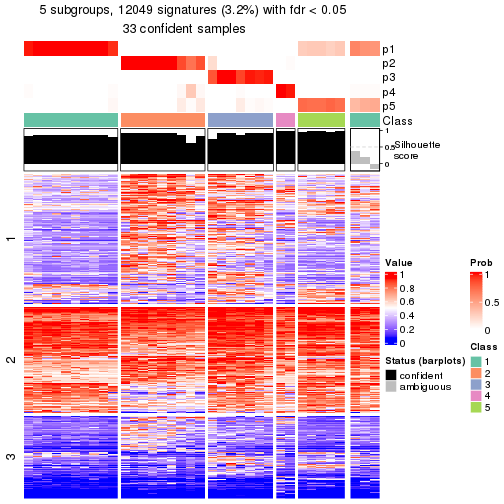 5 subgroups, 12049 signatures (3.2%) with fdr < 0.05
33 confident samples
p1
p2
p3
p4
p5
Class
1
0.5
0
Silhouette
score
1
2
3
Value
1
0.8
0.6
0.4
0.2
0
Status (barplots)
confident
ambiguous
Prob
1
0.5
0
Class
1
2
3
4
5